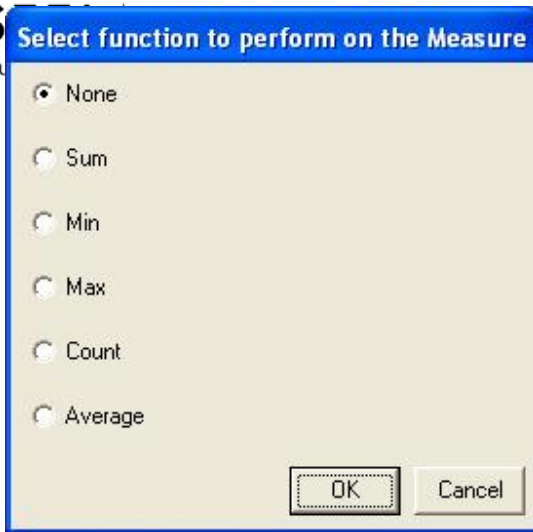 Select function to perform on the Measure
None
Sum
Min
Max
Count
Average
OK
Cancel